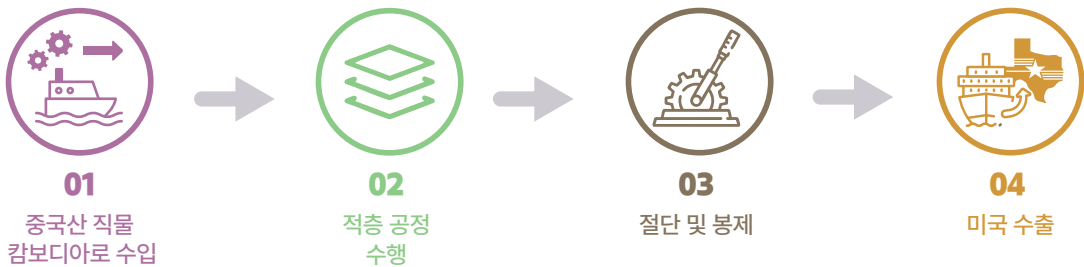 01
중국산 직물
캄보디아로 수입
02
적층 공정
수행
03
절단 및 봉제
04
미국 수출